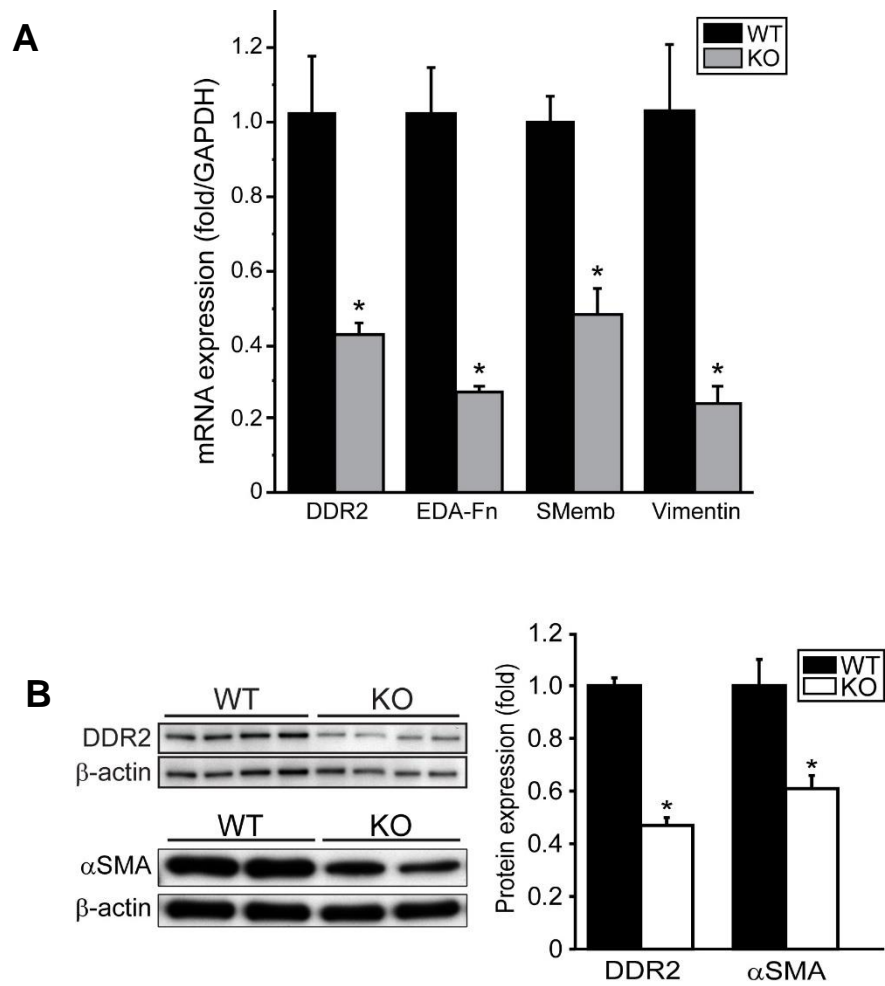 A
WT
KO
mRNA expression (fold/GAPDH)
1.2
1.0
0.6
0.4
0.2
0
*
*
*
*
DDR2 EDA-Fn SMemb Vimentin
B
WT KO
DDR2
β-actin
WT KO
αSMA
β-actin
WT
KO
Protein expression (fold)
1.2
1.0
0.8
0.6
0.4
0.2
0
*
*
DDR2 αSMA